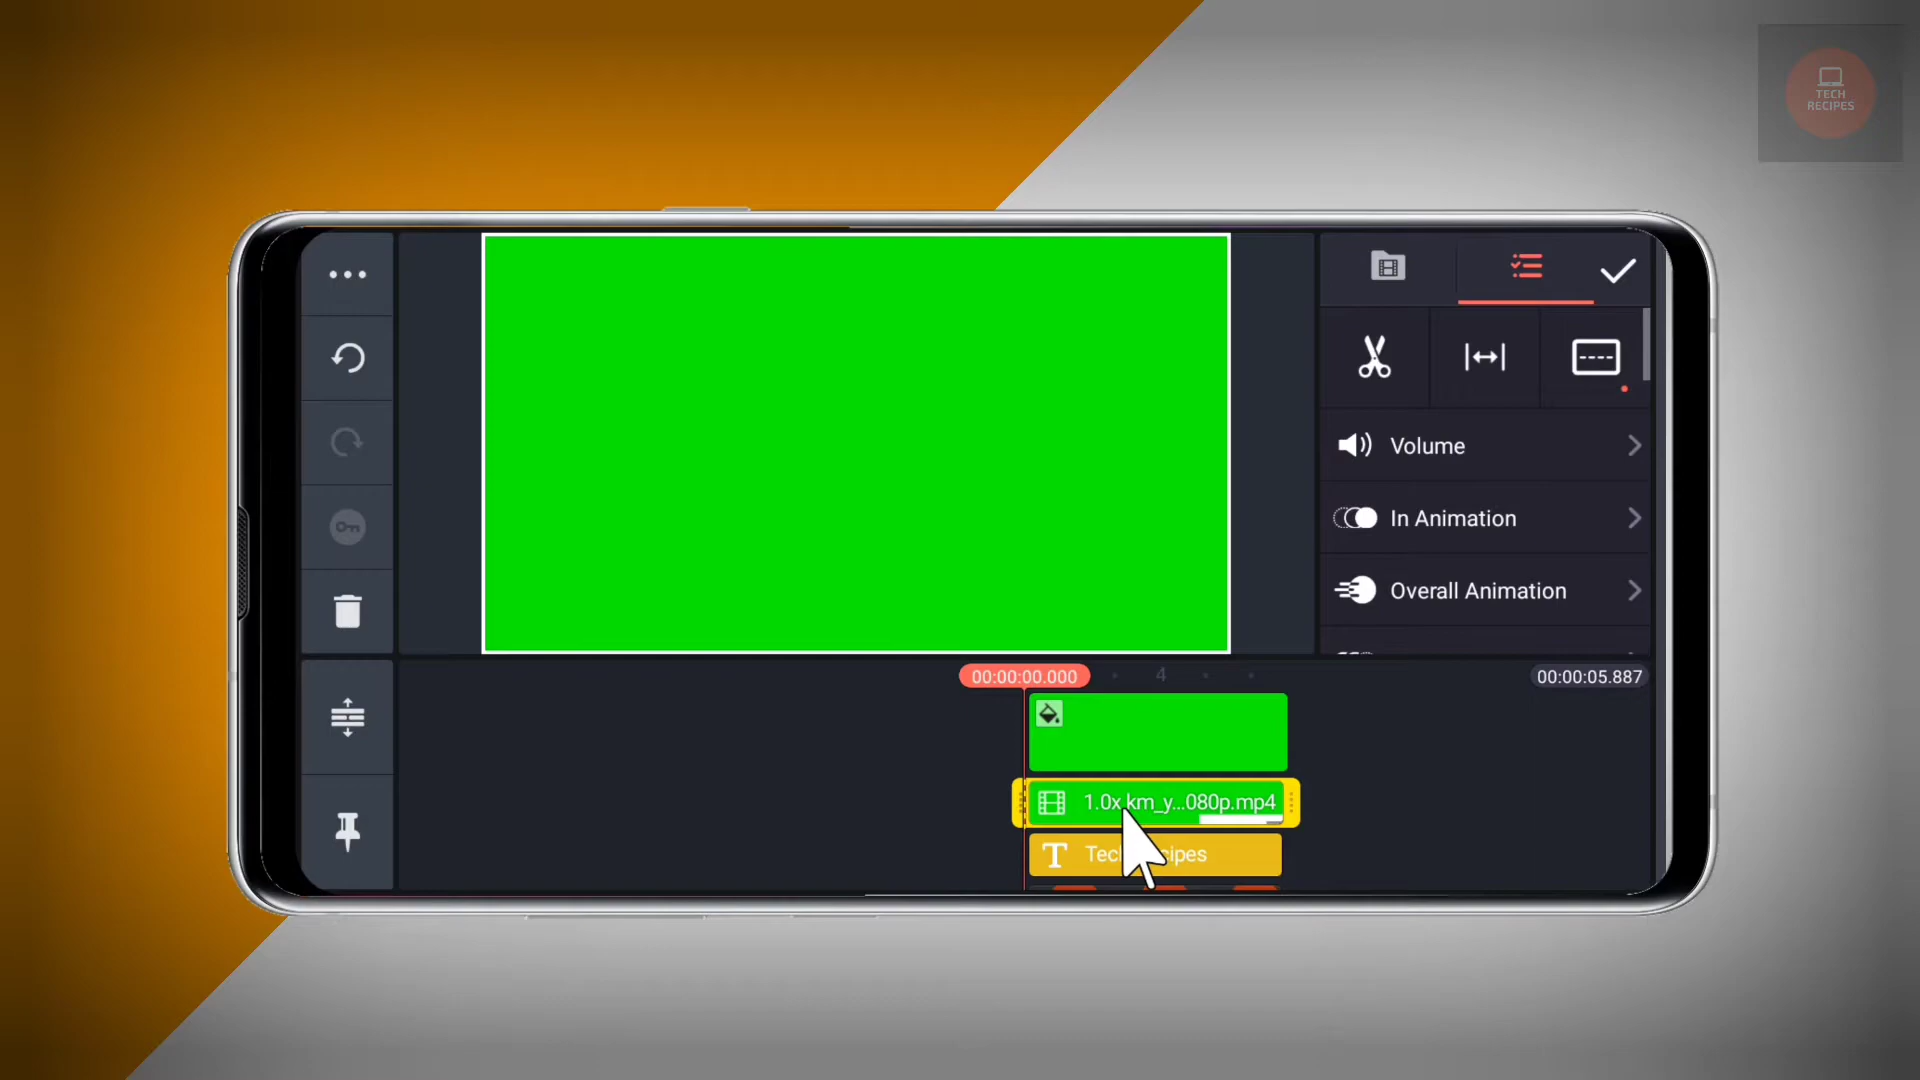 TECH
RECIPES
Volume
In Animation
Overall Animation
00:00:00.000
4
00:00:05.887
1.0x km_y...080p.mp4
T
Tec
ipes